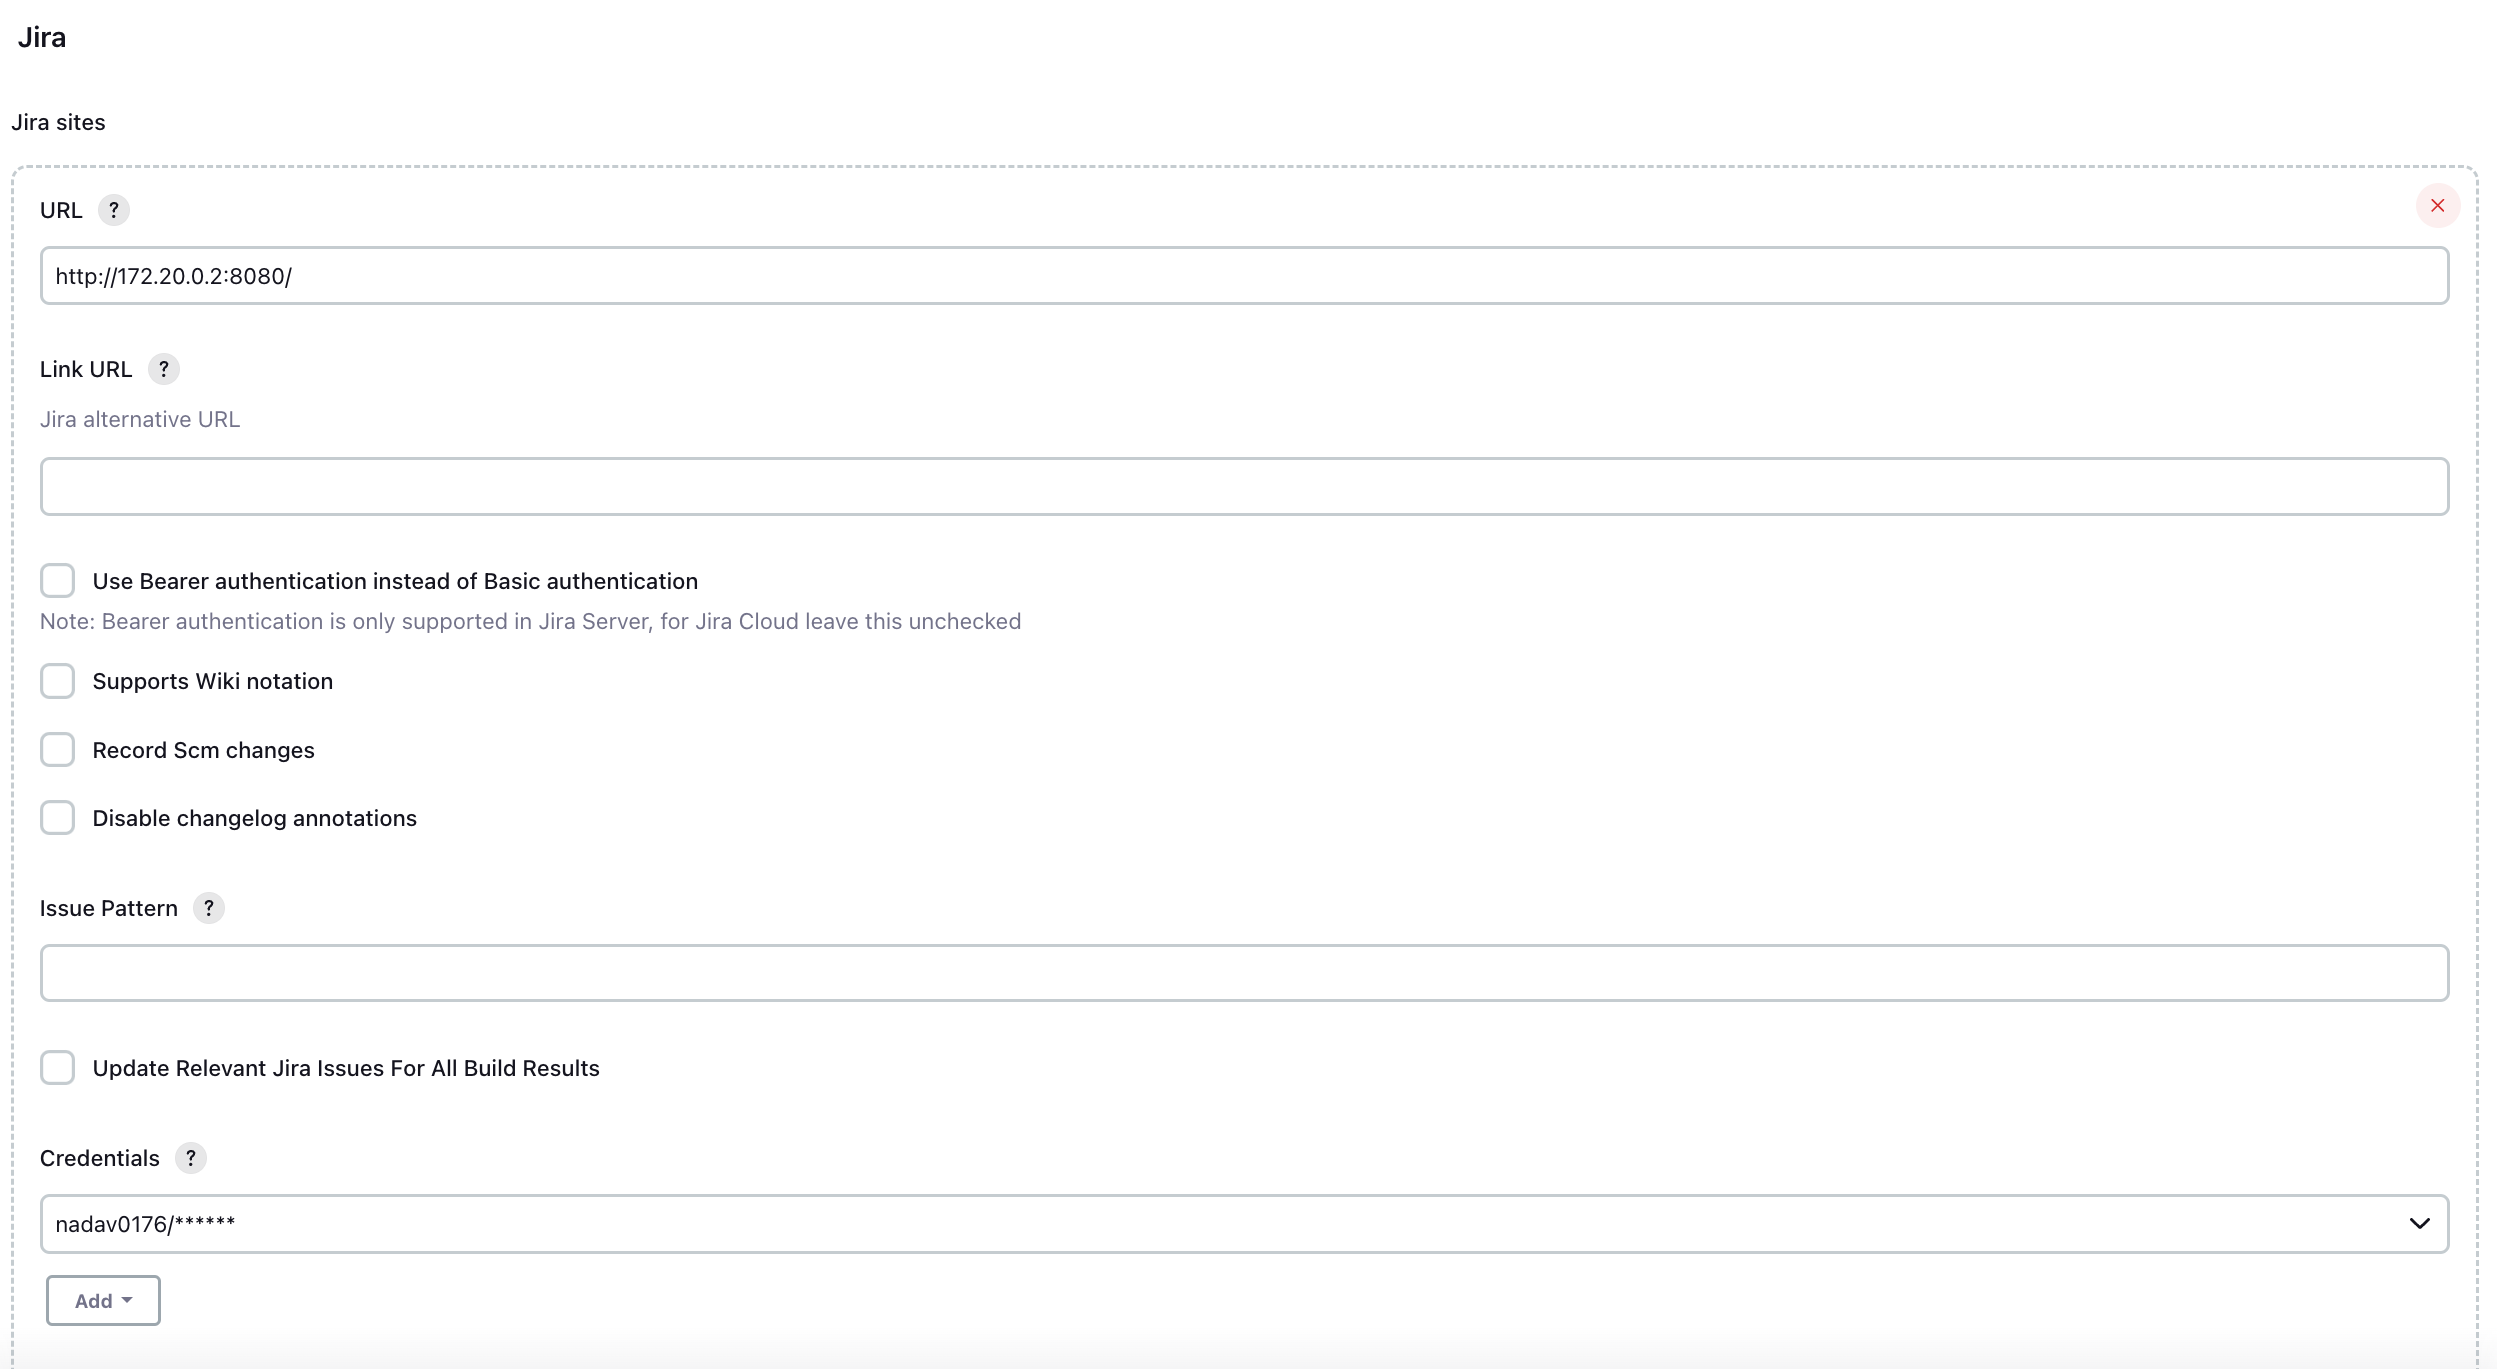 Jira
Jira sites
URL ?
http://172.20.0.2:8080/
Link URL ?
Jira alternative URL
Use Bearer authentication instead of Basic authentication
Note: Bearer authentication is only supported in Jira Server, for Jira Cloud leave this unchecked
Supports Wiki notation
Record Scm changes
Disable changelog annotations
Issue Pattern ?
Update Relevant Jira Issues For All Build Results
Credentials ?
nadav0176/******
Add